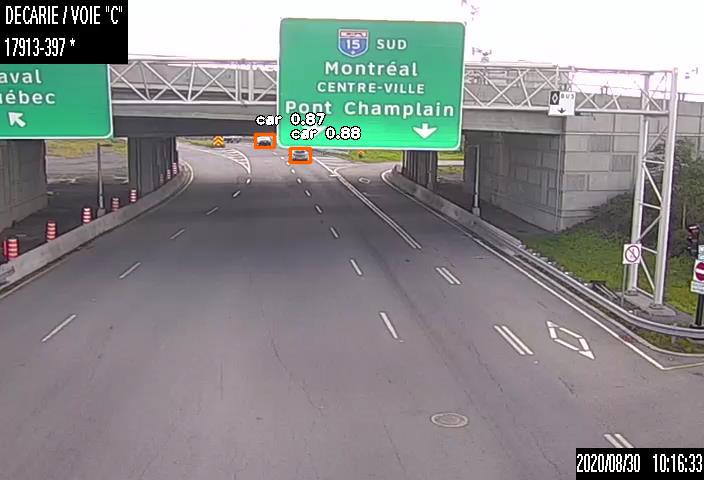 DECARIE / VOIE "C"
17913-397 *
aval
uébec
15 SUD
Montréal
CENTRE-VILLE
Pont Champlain
BUS
car 0.87
car 0.88
2020/08/30 10:16:33